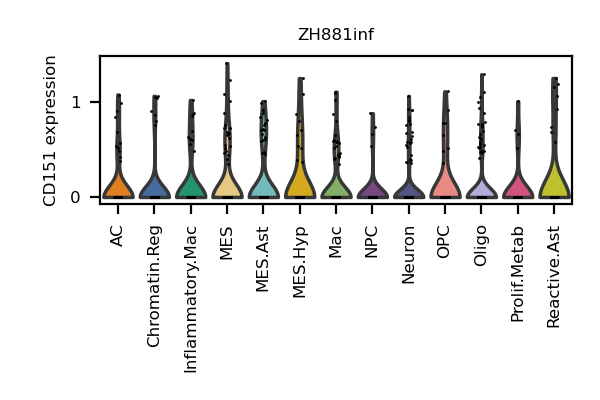 ZH881inf
CD151 expression
1
0
AC
Chromatin.Reg
Inflammatory.Mac
MES
MES.Ast
MES.Hyp
Mac
NPC
Neuron
OPC
Oligo
Prolif.Metab
Reactive.Ast